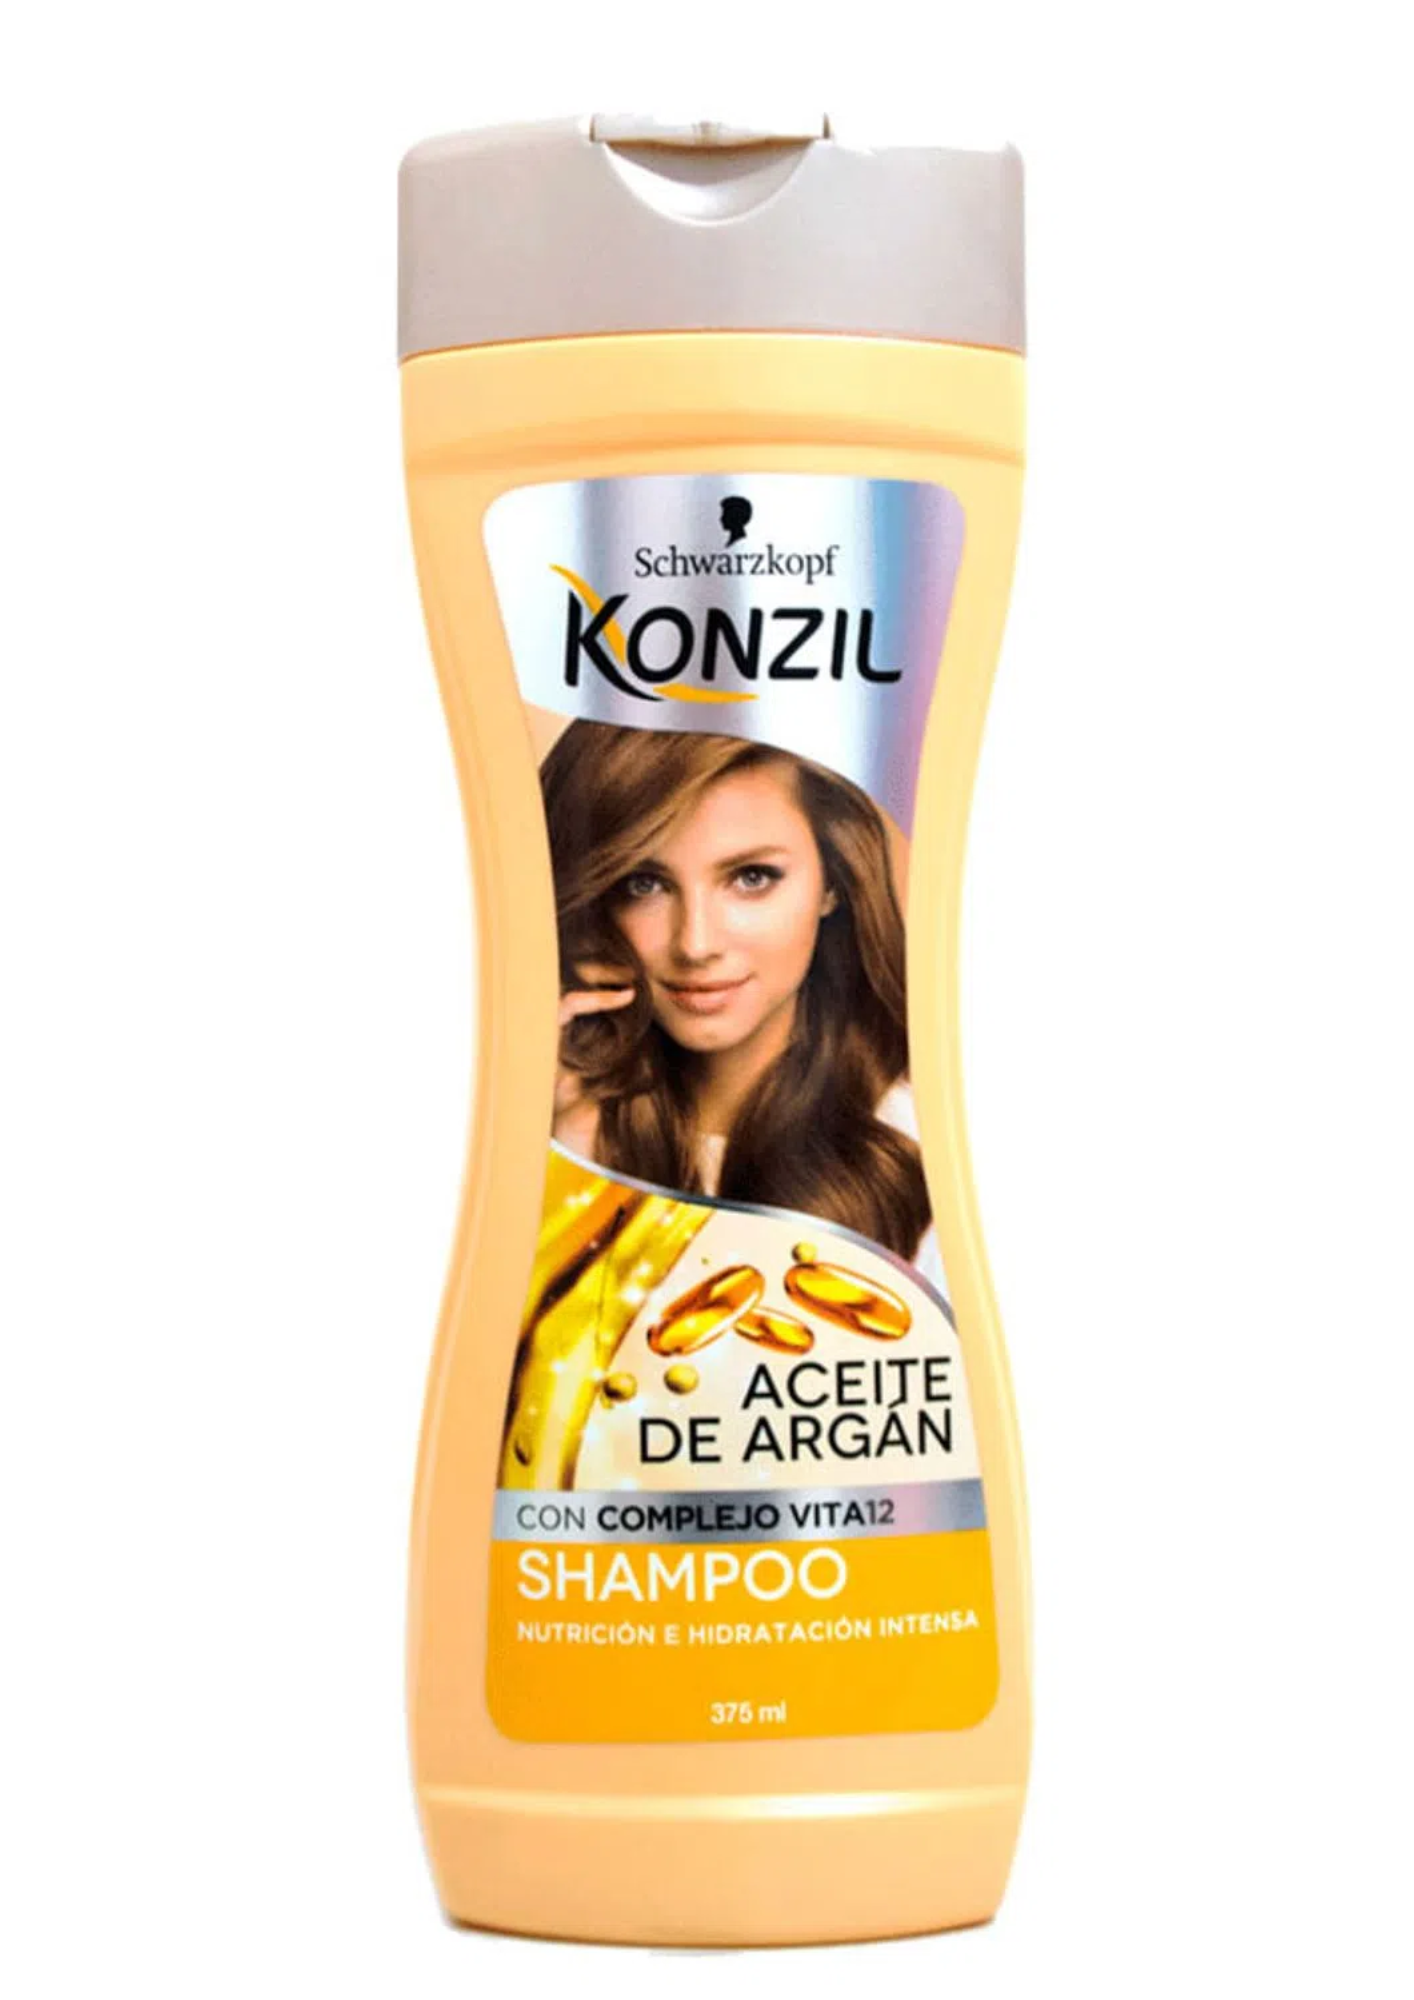 Schwarzkopf
KONZIL
ACEITE
DE ARGÁN
CON COMPLEJO VITA12
SHAMPOO
NUTRICIÓN E HIDRATACIÓN INTENSA
375 ml